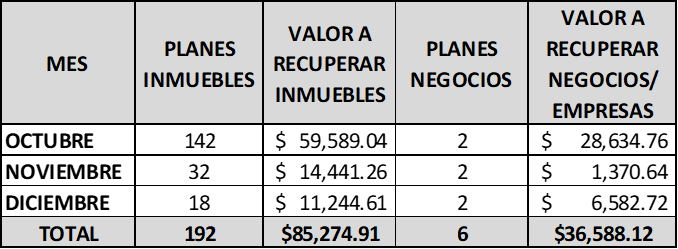 MES PLANES INMUEBLES VALOR A RECUPERAR INMUEBLES PLANES NEGOCIOS VALOR A RECUPERAR NEGOCIOS/ EMPRESAS
OCTUBRE 142 $ 59,589.04 2 $ 28,634.76
NOVIEMBRE 32 $ 14,441.26 2 $ 1,370.64
DICIEMBRE 18 $ 11,244.61 2 $ 6,582.72
TOTAL 192 $85,274.91 6 $36,588.12